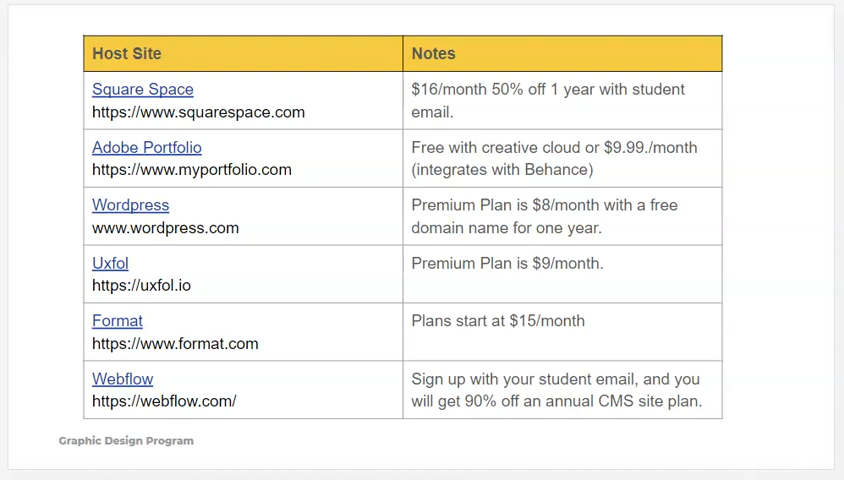 Host Site
Notes
Square Space
https://www.squarespace.com
$16/month 50% off 1 year with student
email.
Adobe Portfolio
https://www.myportfolio.com
Free with creative cloud or $9.99./month
(integrates with Behance)
Wordpress
www.wordpress.com
Premium Plan is $8/month with a free
domain name for one year.
Uxfol
https://uxfol.io
Premium Plan is $9/month.
Format
https://www.format.com
Plans start at $15/month
Webflow
https://webflow.com/
Sign up with your student email, and you
will get 90% off an annual CMS site plan.
Graphic Design Program